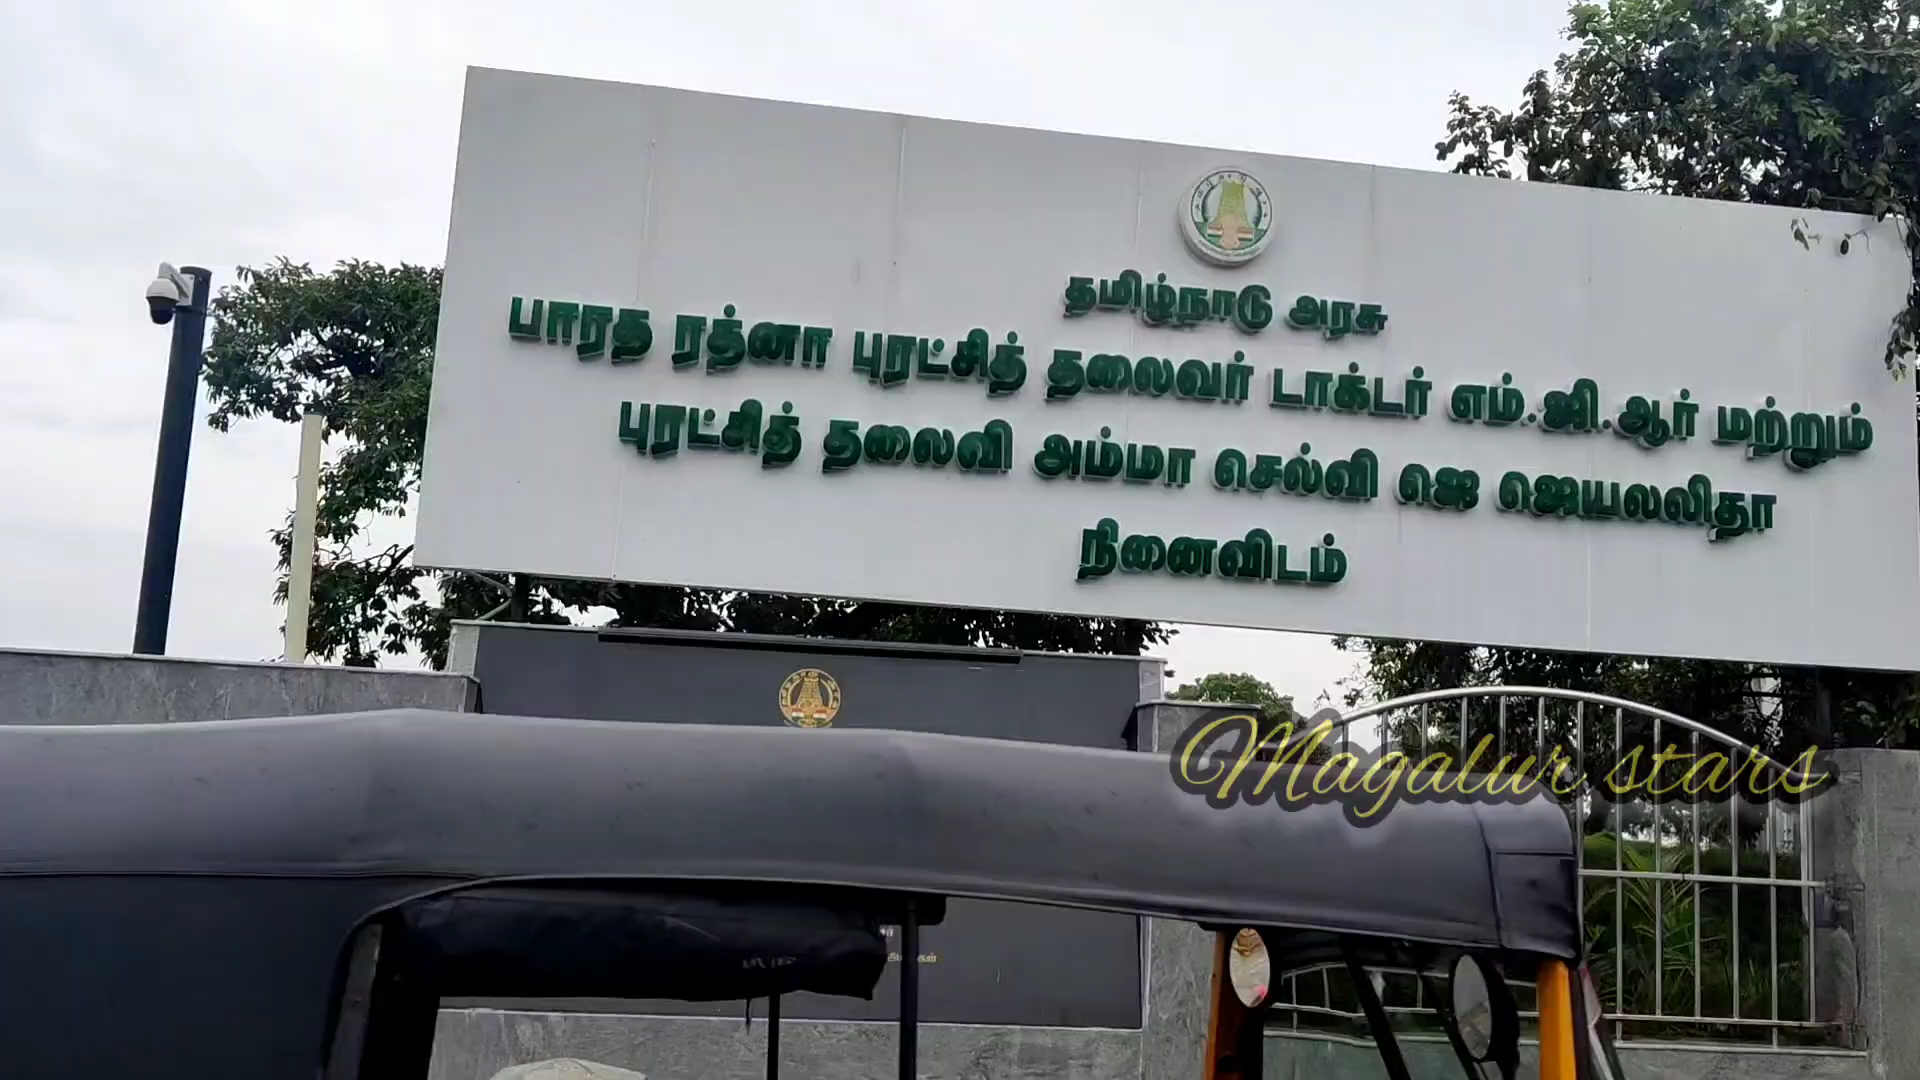 தமிழ்நாடு அரசு
பாரத ரத்னா புரட்சித் தலைவர் டாக்டர் எம்.ஜி.ஆர் மற்றும்
புரட்சித் தலைவி அம்மா செல்வி ஜெ ஜெயலலிதா
நினைவிடம்
Magalur stars